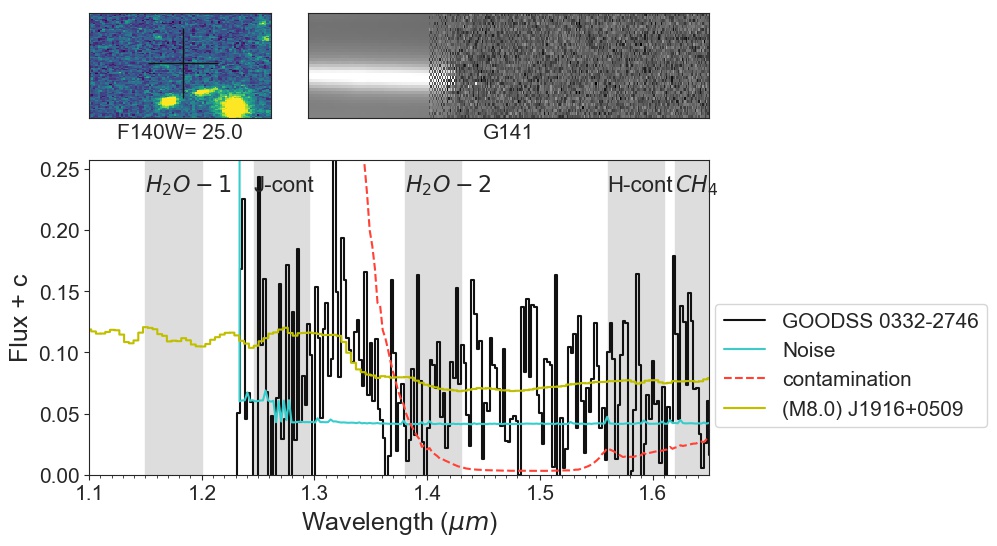 F140W= 25.0
G141
H₂O − 1
J-cont
H₂O − 2
H-cont
CH₄
Flux + c
0.25
0.20
0.15
0.10
0.05
0.00
1.1
1.2
1.3
1.4
1.5
1.6
Wavelength (μm)
GOODSS 0332-2746
Noise
contamination
(M8.0) J1916+0509